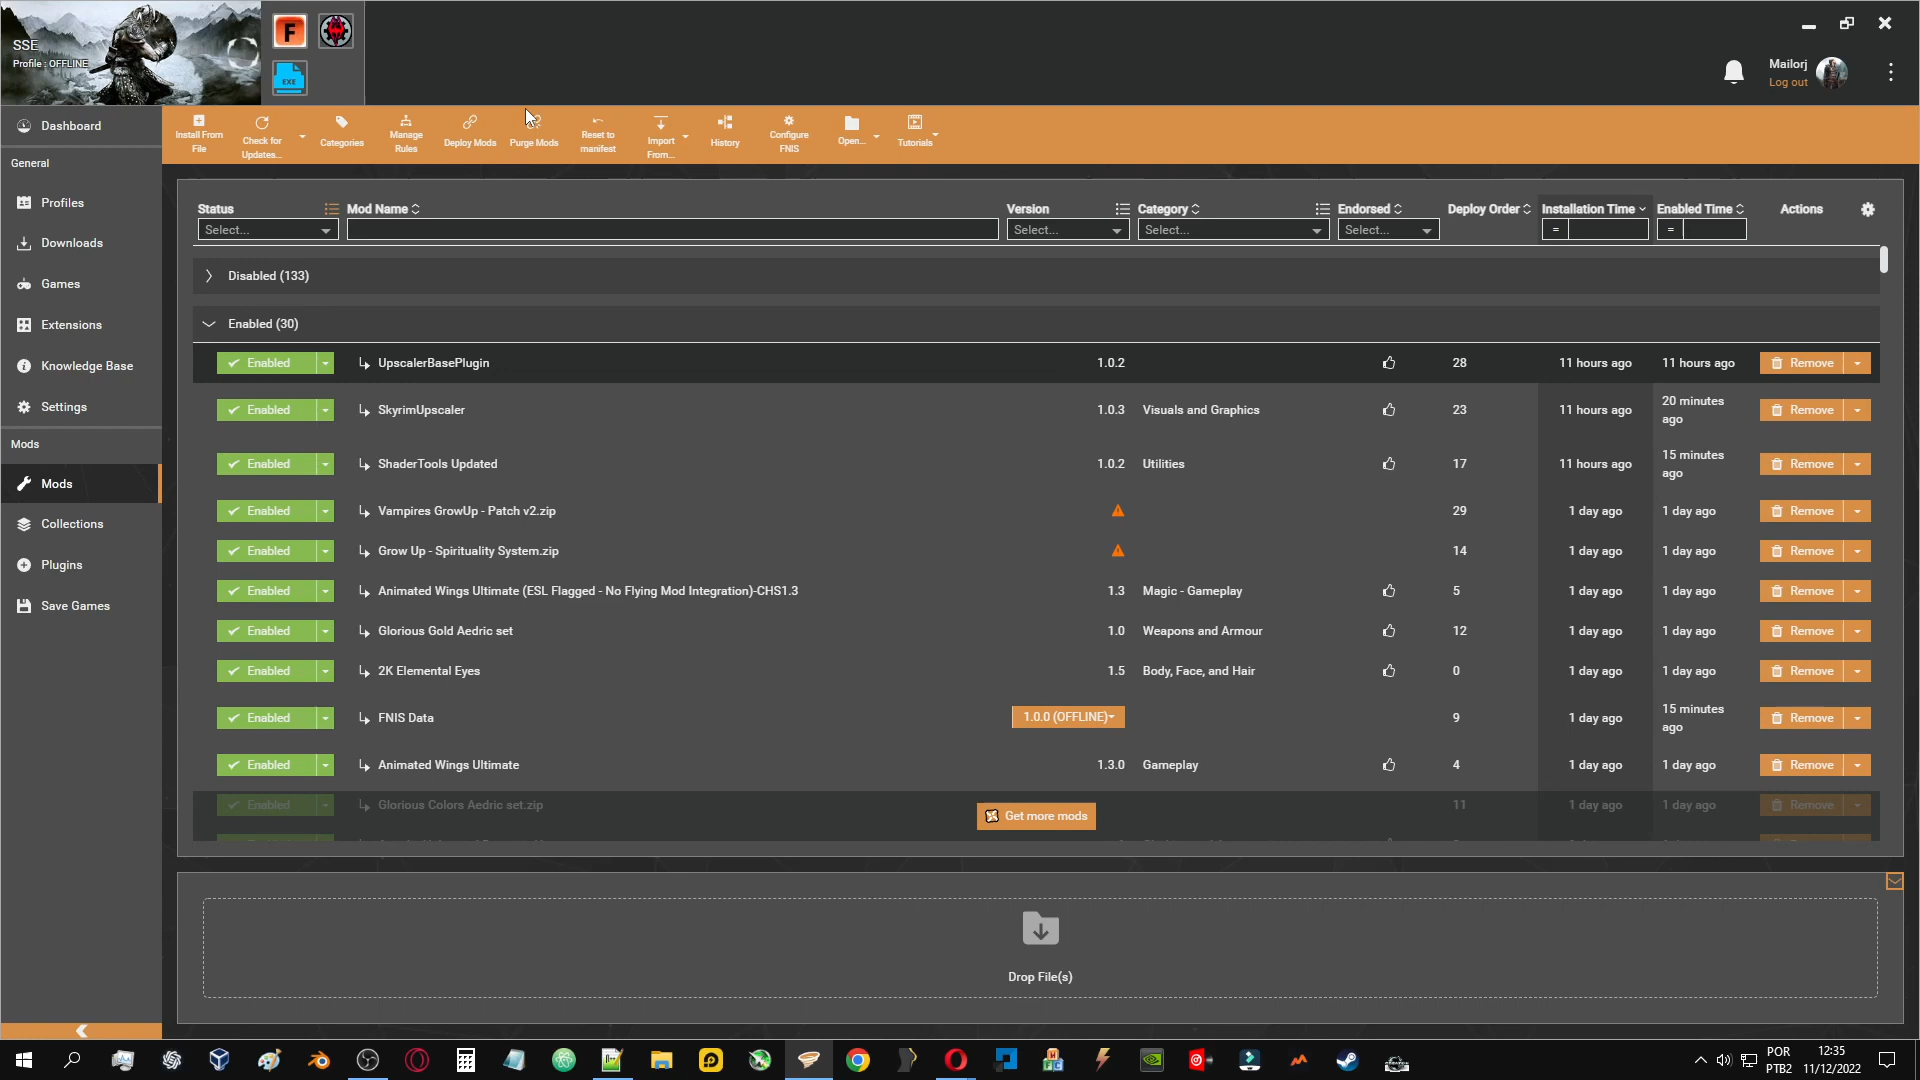 SSE
Profile : OFFLINE
F
EXE
Mailorj
Log out
Dashboard
General
Profiles
Downloads
Games
Extensions
Knowledge Base
Settings
Mods
Mods
Collections
Plugins
Save Games
Install From File
Check for Updates...
Categories
Manage Rules
Deploy Mods
Purge Mods
Reset to manifest
Import From...
History
Configure FNIS
Open...
Tutorials
Status Mod Name Version Category Endorsed Deploy Order Installation Time Enabled Time Actions
Select... Select... Select... Select... = =
Disabled (133)
Enabled (30)
Enabled UpscalerBasePlugin 1.0.2 28 11 hours ago 11 hours ago Remove
Enabled SkyrimUpscaler 1.0.3 Visuals and Graphics 23 11 hours ago 20 minutes ago Remove
Enabled ShaderTools Updated 1.0.2 Utilities 17 11 hours ago 15 minutes ago Remove
Enabled Vampires GrowUp - Patch v2.zip 29 1 day ago 1 day ago Remove
Enabled Grow Up - Spirituality System.zip 14 1 day ago 1 day ago Remove
Enabled Animated Wings Ultimate (ESL Flagged - No Flying Mod Integration)-CHS1.3 1.3 Magic - Gameplay 5 1 day ago 1 day ago Remove
Enabled Glorious Gold Aedric set 1.0 Weapons and Armour 12 1 day ago 1 day ago Remove
Enabled 2K Elemental Eyes 1.5 Body, Face, and Hair 0 1 day ago 1 day ago Remove
Enabled FNIS Data 1.0.0 (OFFLINE) 9 1 day ago 15 minutes ago Remove
Enabled Animated Wings Ultimate 1.3.0 Gameplay 4 1 day ago 1 day ago Remove
Enabled Glorious Colors Aedric set.zip 11 1 day ago 1 day ago Remove
Get more mods
Drop File(s)
POR
PTB2
12:35
11/12/2022